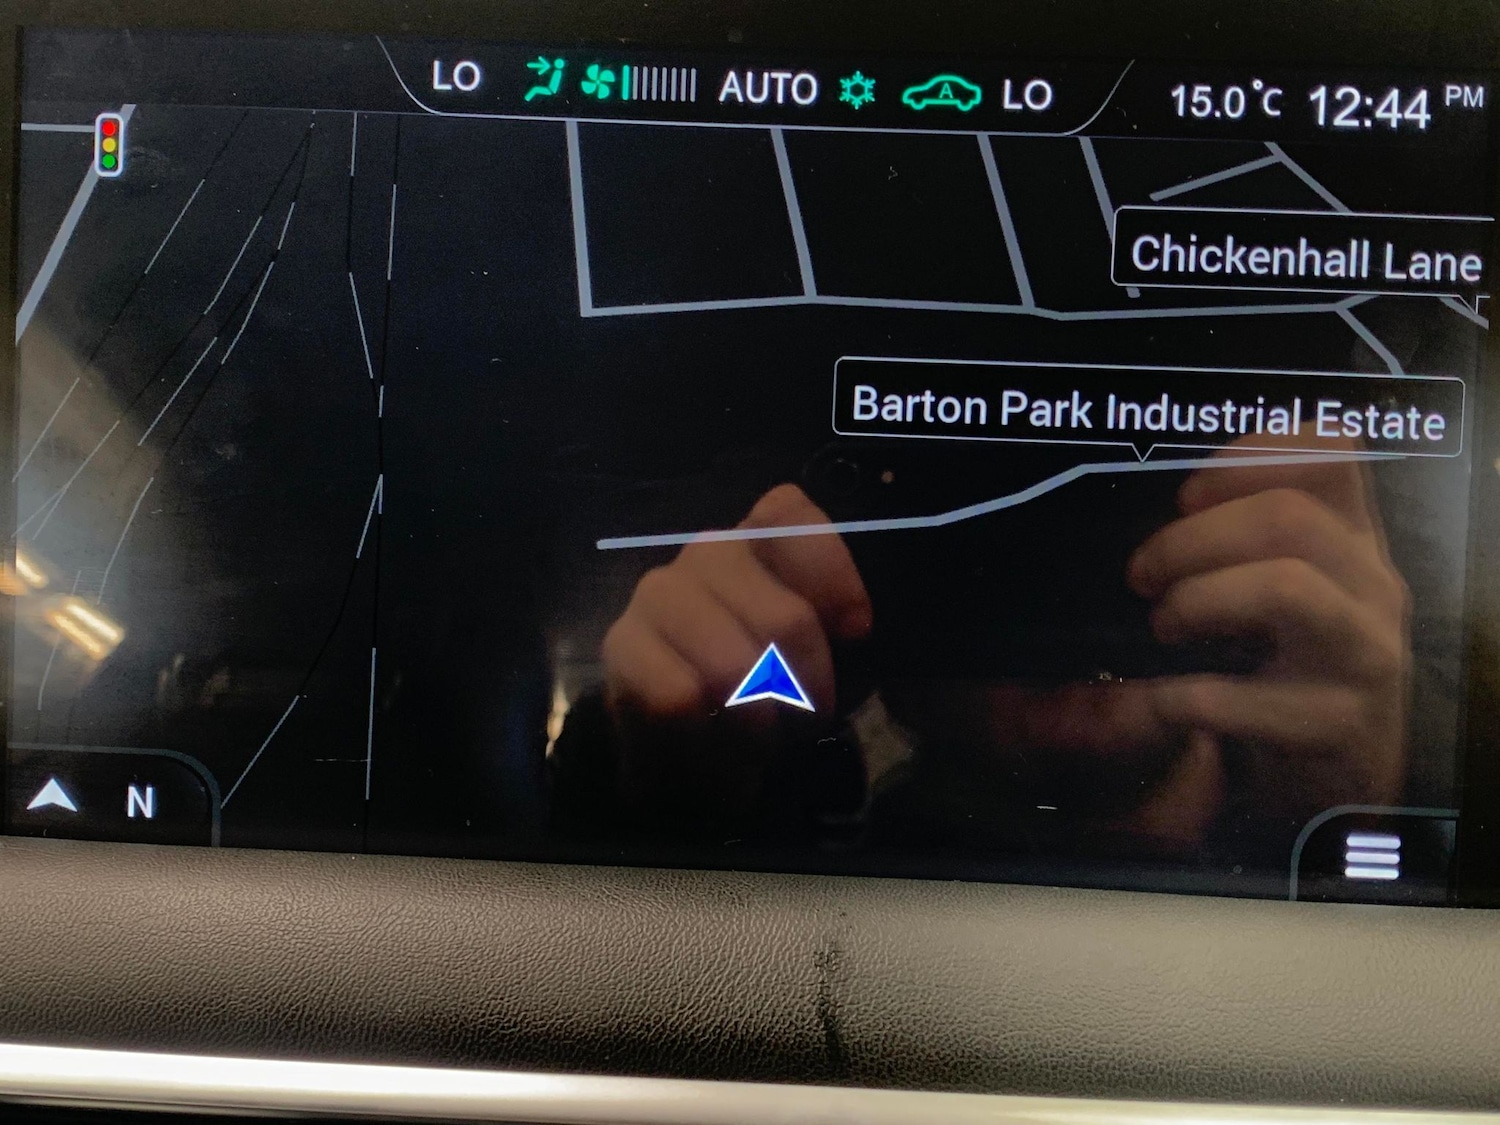 LO AUTO A LO 15.0°C 12:44 PM
Chickenhall Lane
Barton Park Industrial Estate
N